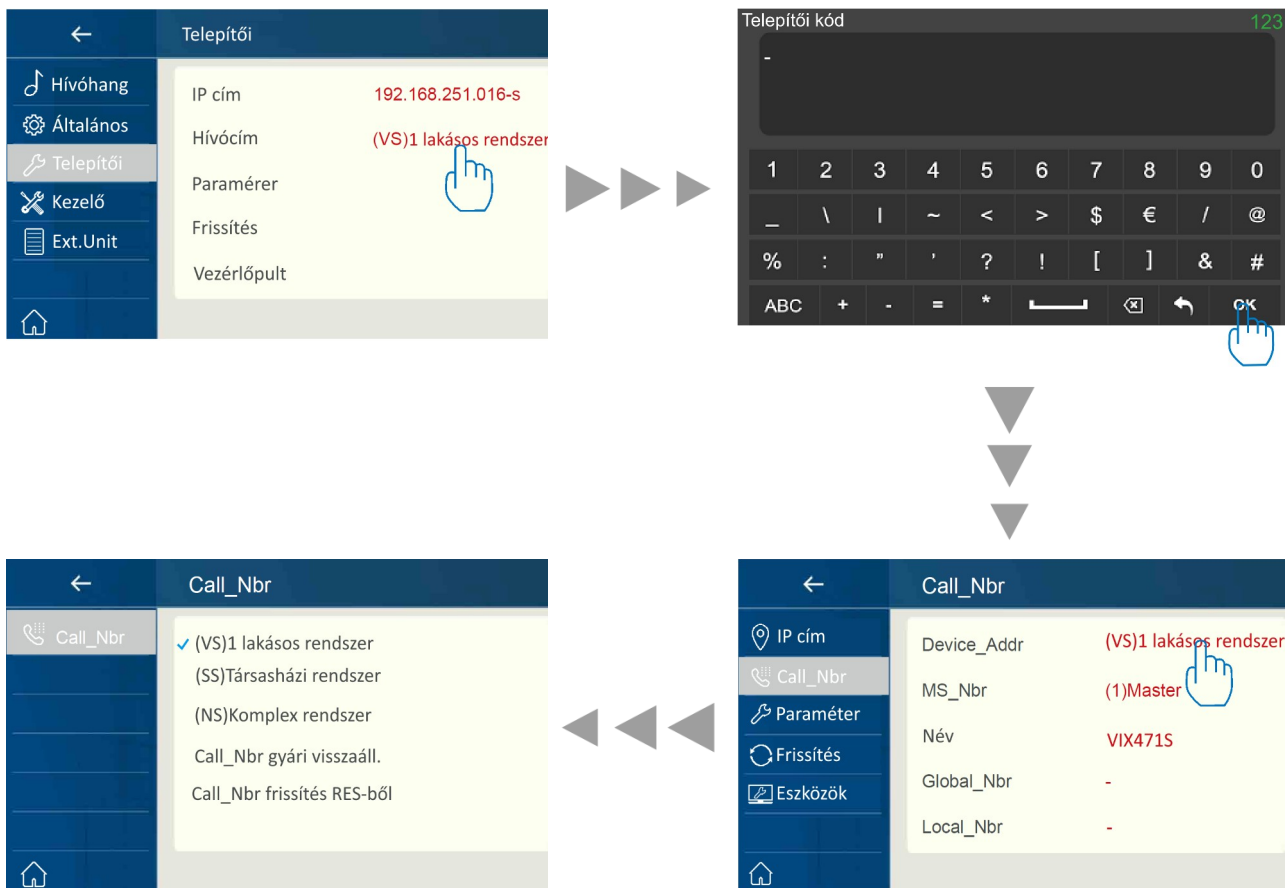 Telepítői
Hívóhang
Általános
Telepítői
Kezelő
Ext.Unit
IP cím 192.168.251.016-s
Hívócím (VS)1 lakásos rendszer
Paramérer
Frissítés
Vezérlőpult
Telepítői kód 123
-
1 2 3 4 5 6 7 8 9 0
_ \ | ~ < > $ € / @
% : " ' ? ! [ ] & #
ABC + - = * OK
Call_Nbr
Call_Nbr
✓ (VS)1 lakásos rendszer
(SS)Társasházi rendszer
(NS)Komplex rendszer
Call_Nbr gyári visszaáll.
Call_Nbr frissítés RES-ből
Call_Nbr
IP cím
Call_Nbr
Paraméter
Frissítés
Eszközök
Device_Addr (VS)1 lakásos rendszer
MS_Nbr (1)Master
Név VIX471S
Global_Nbr -
Local_Nbr -